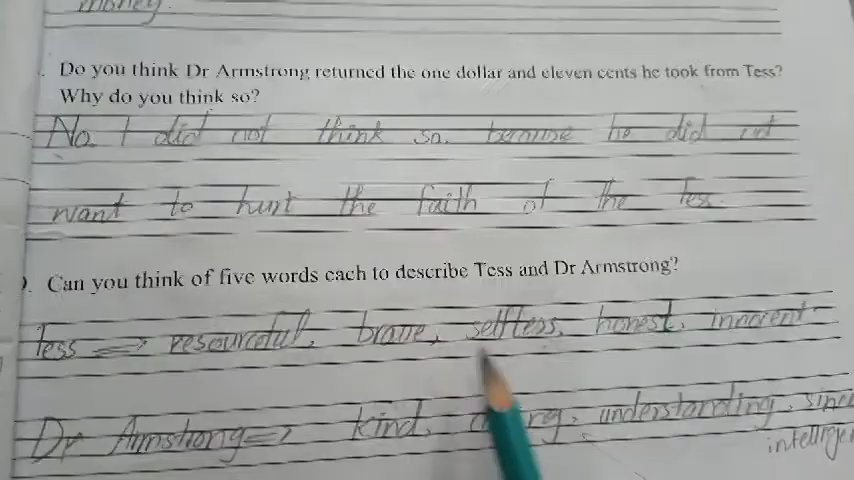 money.
. Do you think Dr Armstrong returned the one dollar and eleven cents he took from Tess?
Why do you think so?
No. I did not think so. because he did not
want to hurt the faith of the Tess.
). Can you think of five words each to describe Tess and Dr Armstrong?
Tess => resourceful, brave, selfless, honest, innocent
Dr Armstrong => kind, understanding,